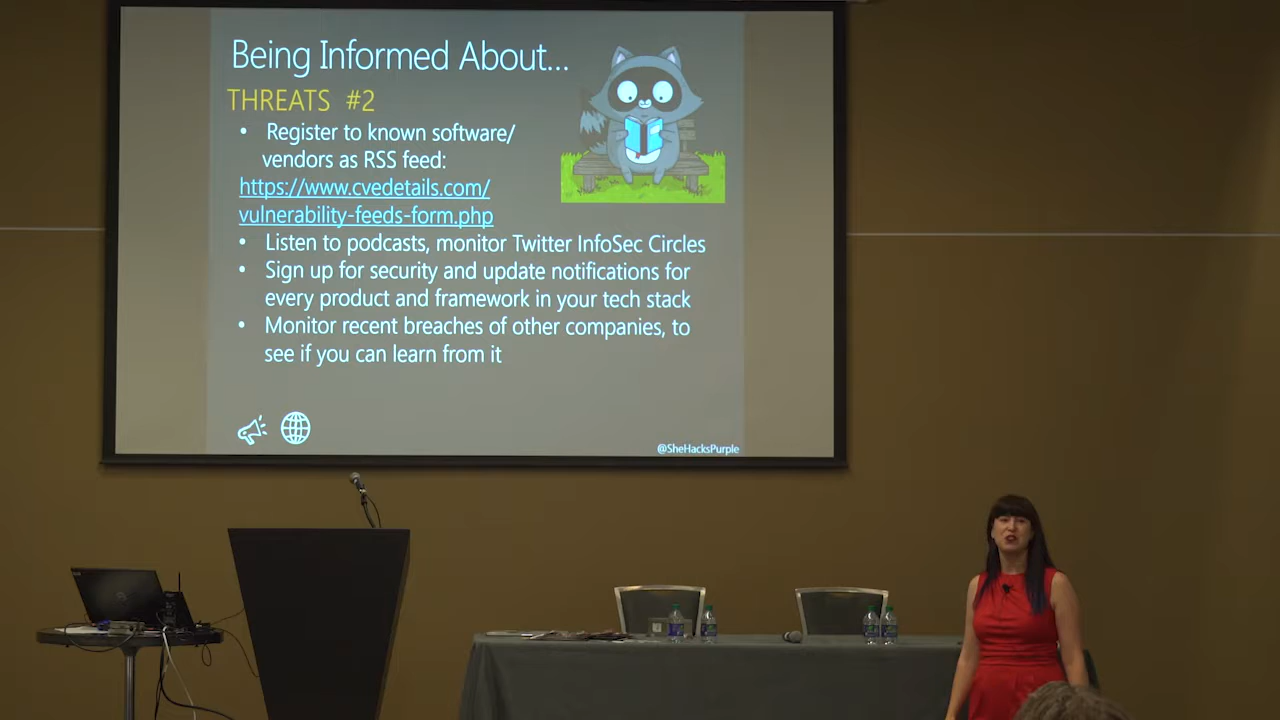 Being Informed About...
THREATS #2
• Register to known software/
vendors as RSS feed:
https://www.cvedetails.com/
vulnerability-feeds-form.php
• Listen to podcasts, monitor Twitter InfoSec Circles
• Sign up for security and update notifications for
every product and framework in your tech stack
• Monitor recent breaches of other companies, to
see if you can learn from it
@SheHacksPurple